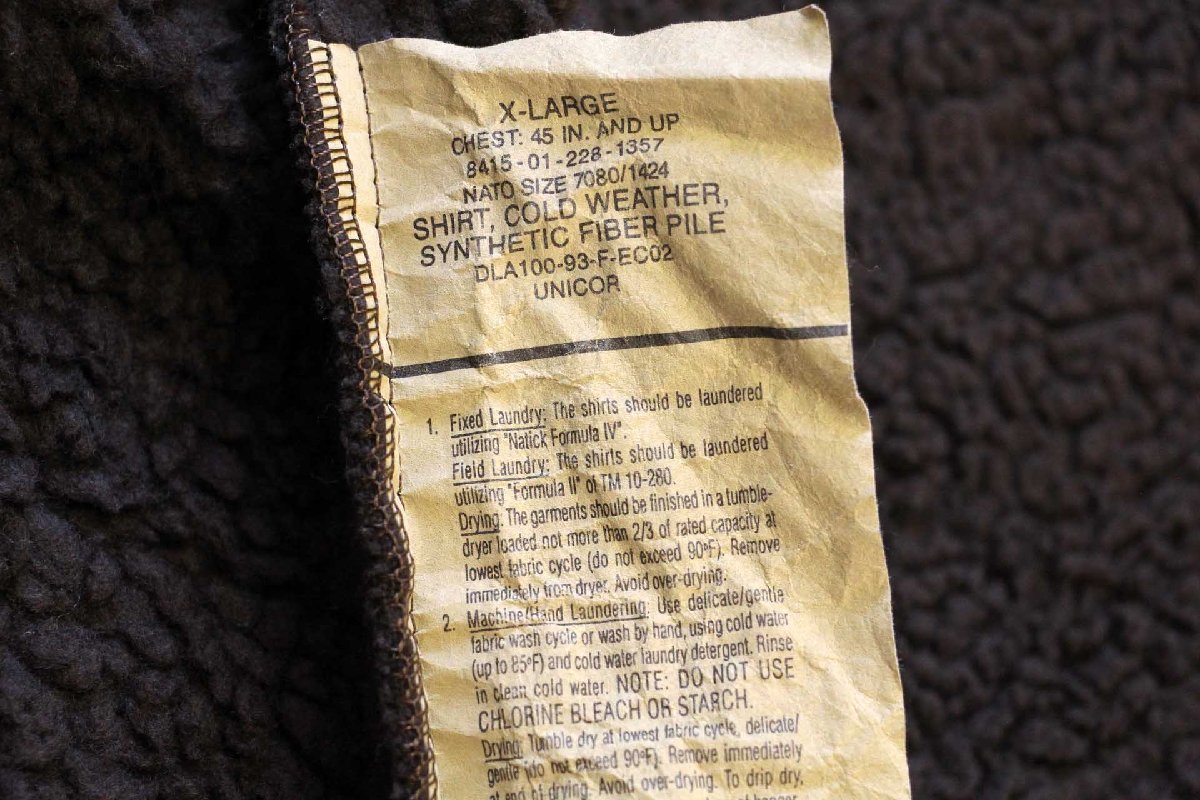 X-LARGE
CHEST: 45 IN. AND UP
8415-01-228-1357
NATO SIZE 7080/1424
SHIRT, COLD WEATHER,
SYNTHETIC FIBER PILE
DLA100-93-F-EC02
UNICOR
1. Fixed Laundry: The shirts should be laundered
utilizing "Natick Formula IV".
Field Laundry: The shirts should be laundered
utilizing "Formula II" of TM 10-280.
Drying: The garments should be finished in a tumble-
dryer loaded not more than 2/3 of rated capacity at
lowest fabric cycle (do not exceed 90°F). Remove
immediately from dryer. Avoid over-drying.
2. Machine/Hand Laundering: Use delicate/gentle
fabric wash cycle or wash by hand, using cold water
(up to 85°F) and cold water laundry detergent. Rinse
in clean cold water. NOTE: DO NOT USE
CHLORINE BLEACH OR STARCH.
Drying: Tumble dry at lowest fabric cycle, delicate/
gentle (do not exceed 90°F). Remove immediately
at end of drying. Avoid over-drying. To drip dry,